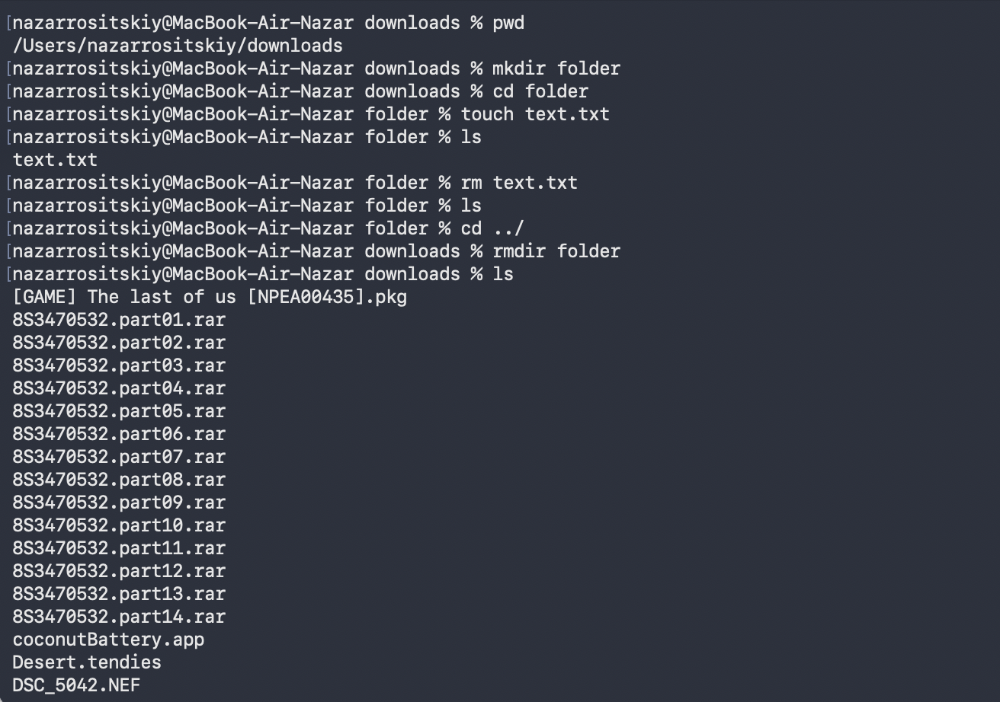 [nazarrositskiy@MacBook-Air-Nazar downloads % pwd
/Users/nazarrositskiy/downloads
[nazarrositskiy@MacBook-Air-Nazar downloads % mkdir folder
[nazarrositskiy@MacBook-Air-Nazar downloads % cd folder
[nazarrositskiy@MacBook-Air-Nazar folder % touch text.txt
[nazarrositskiy@MacBook-Air-Nazar folder % ls
text.txt
[nazarrositskiy@MacBook-Air-Nazar folder % rm text.txt
[nazarrositskiy@MacBook-Air-Nazar folder % ls
[nazarrositskiy@MacBook-Air-Nazar folder % cd ../
[nazarrositskiy@MacBook-Air-Nazar downloads % rmdir folder
[nazarrositskiy@MacBook-Air-Nazar downloads % ls
[GAME] The last of us [NPEA00435].pkg
8S3470532.part01.rar
8S3470532.part02.rar
8S3470532.part03.rar
8S3470532.part04.rar
8S3470532.part05.rar
8S3470532.part06.rar
8S3470532.part07.rar
8S3470532.part08.rar
8S3470532.part09.rar
8S3470532.part10.rar
8S3470532.part11.rar
8S3470532.part12.rar
8S3470532.part13.rar
8S3470532.part14.rar
coconutBattery.app
Desert.tendies
DSC_5042.NEF